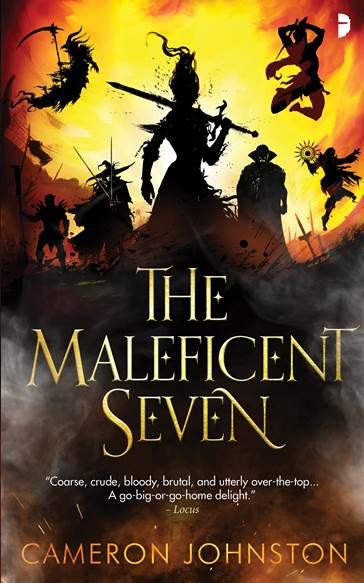 THE
MALEFICENT
SEVEN
“Coarse, crude, bloody, brutal, and utterly over-the-top...
A go-big-or-go-home delight.”
– Locus
CAMERON JOHNSTON